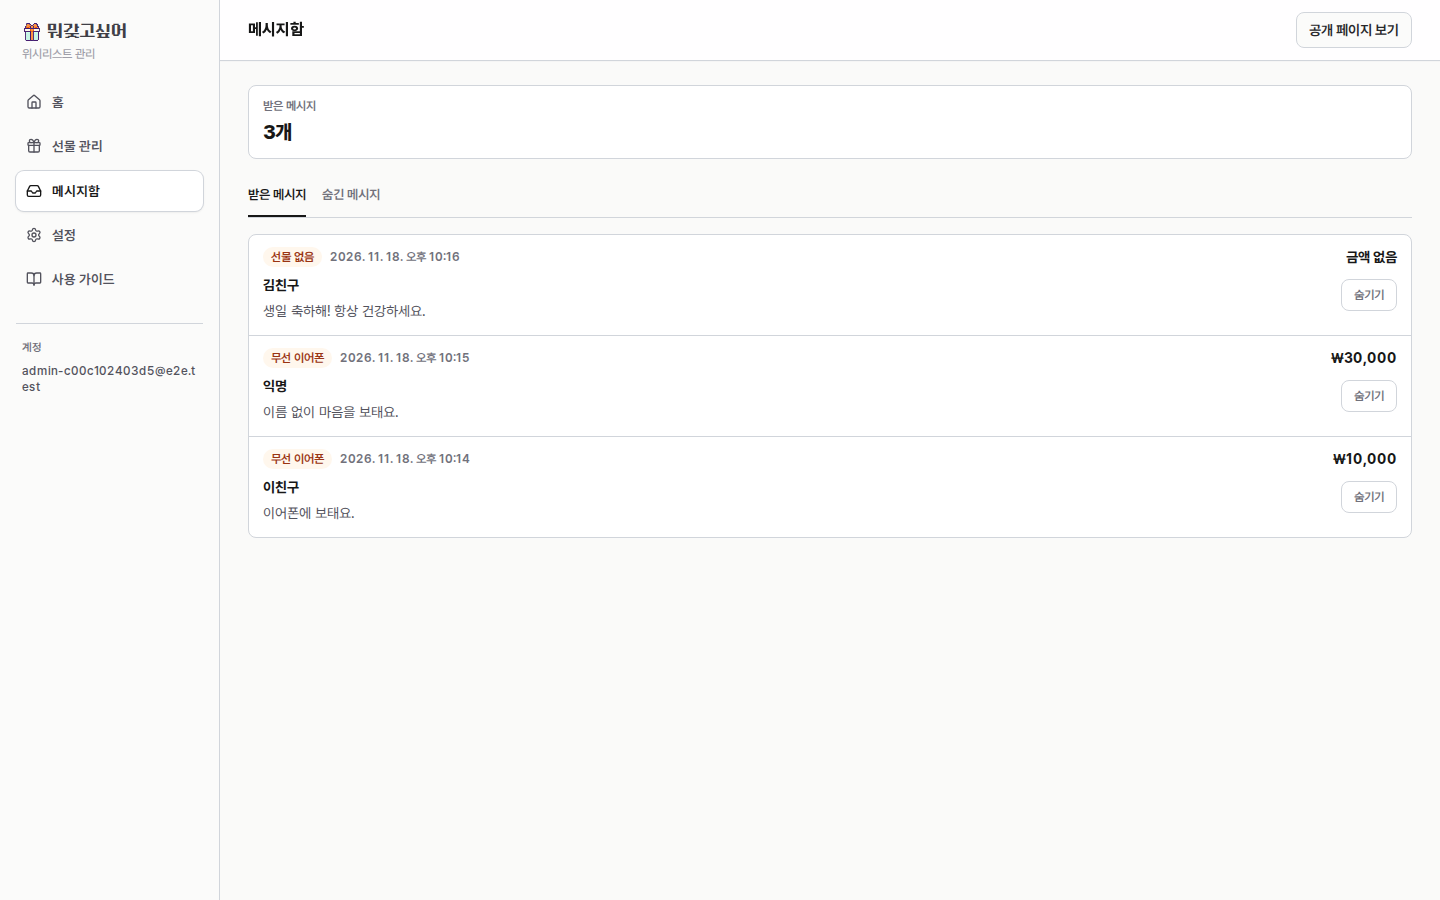 뭐갖고싶어
위시리스트 관리
홈
선물 관리
메시지함
설정
사용 가이드
계정
admin-c00c102403d5@e2e.t
est
메시지함
공개 페이지 보기
받은 메시지
3개
받은 메시지
숨긴 메시지
선물 없음
2026. 11. 18. 오후 10:16
금액 없음
김친구
생일 축하해! 항상 건강하세요.
숨기기
무선 이어폰
2026. 11. 18. 오후 10:15
₩30,000
익명
이름 없이 마음을 보태요.
숨기기
무선 이어폰
2026. 11. 18. 오후 10:14
₩10,000
이친구
이어폰에 보태요.
숨기기